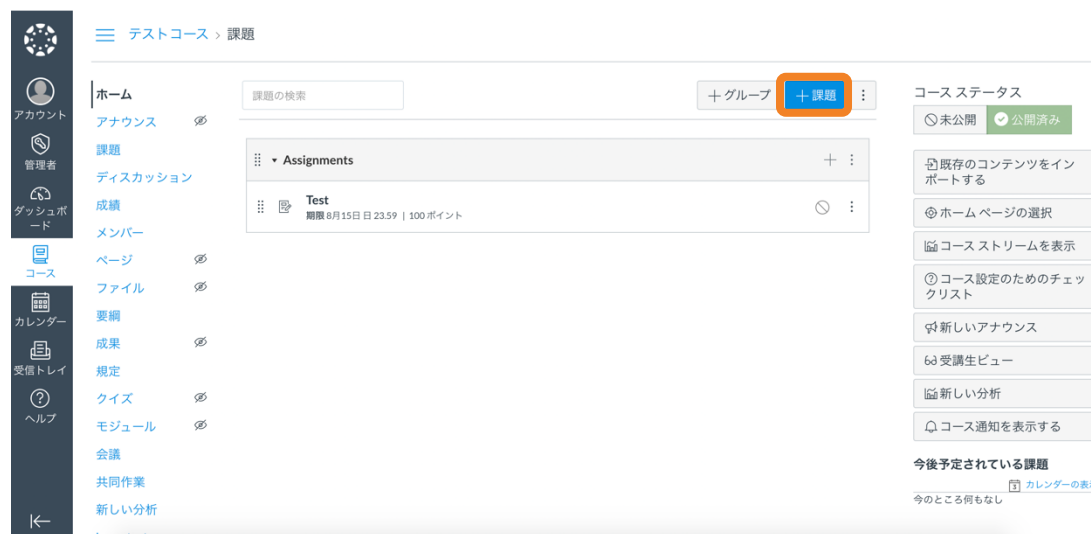 テストコース › 課題
アカウント
管理者
ダッシュボ
ード
コース
カレンダー
受信トレイ
ヘルプ
ホーム
アナウンス
課題
ディスカッション
成績
メンバー
ページ
ファイル
要綱
成果
規定
クイズ
モジュール
会議
共同作業
新しい分析
課題の検索
+グループ
+課題
Assignments
Test
期限 8月15日 日 23.59 | 100 ポイント
コース ステータス
未公開
公開済み
既存のコンテンツをイン
ポートする
ホーム ページの選択
コース ストリームを表示
コース設定のためのチェッ
クリスト
新しいアナウンス
受講生ビュー
新しい分析
コース通知を表示する
今後予定されている課題
カレンダーの表
今のところ何もなし